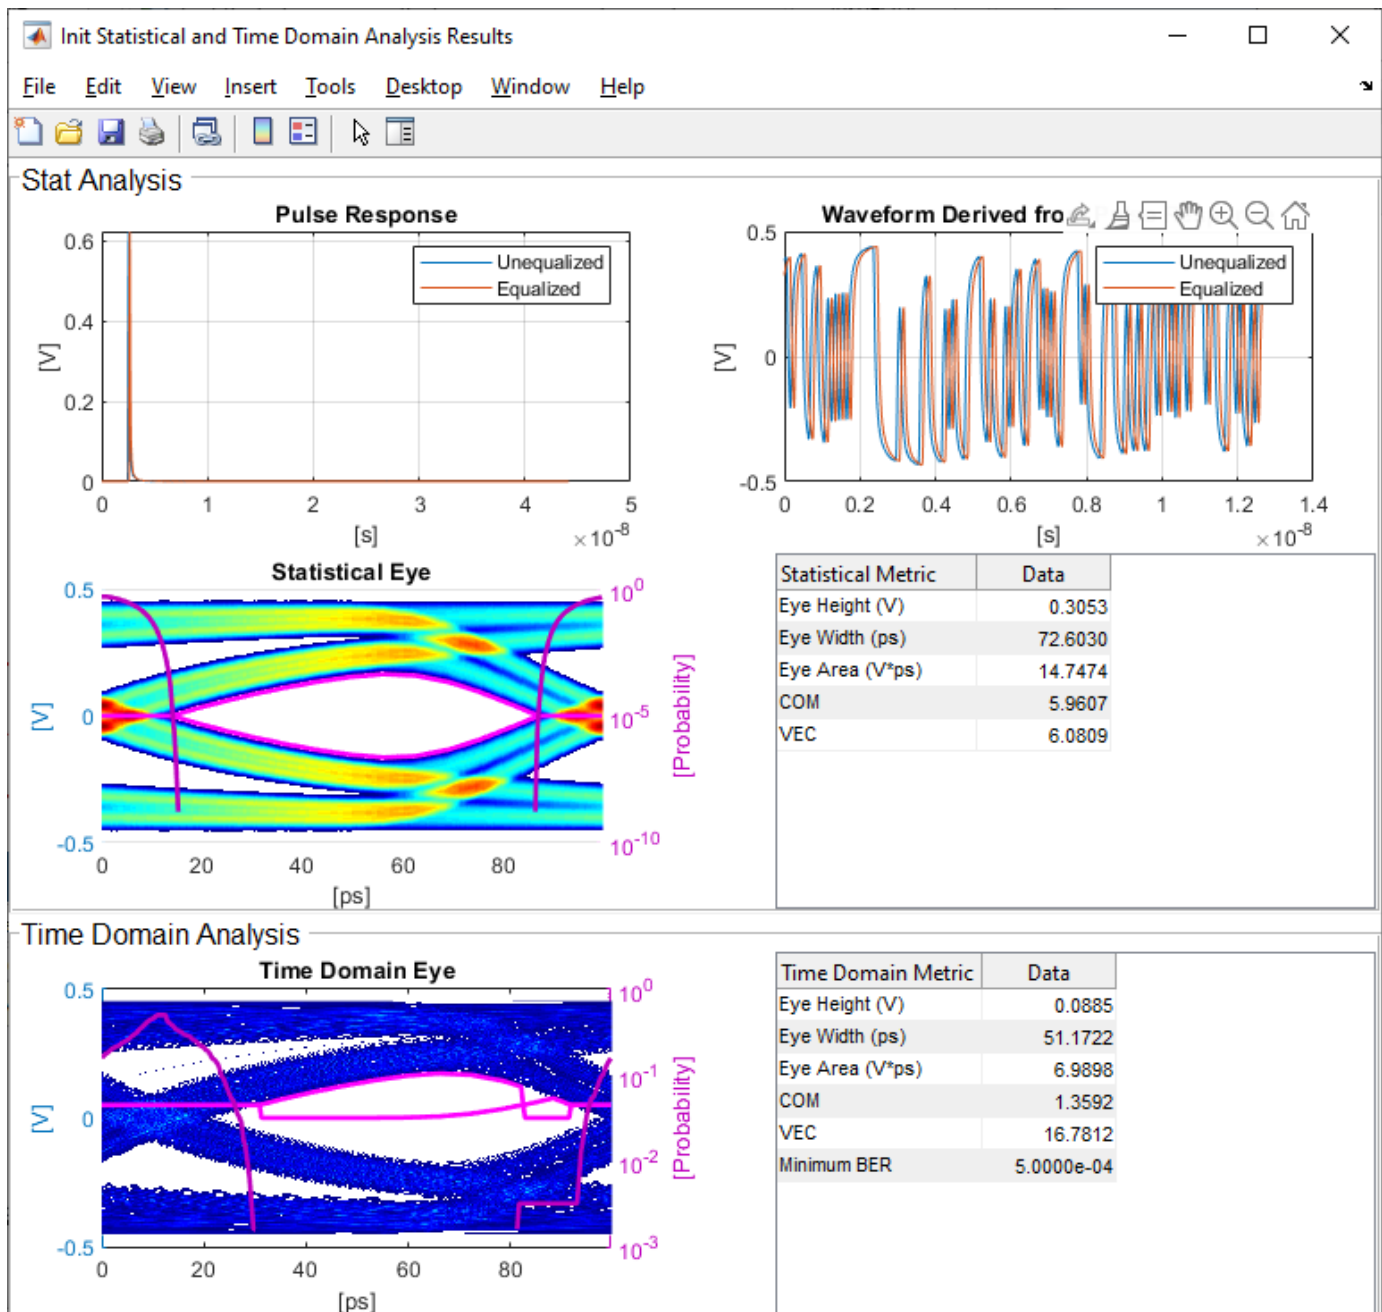 Init Statistical and Time Domain Analysis Results
File Edit View Insert Tools Desktop Window Help
Stat Analysis
Pulse Response
0.6
0.4
0.2
0
[V]
Unequalized
Equalized
0 1 2 3 4 5
[s]
×10-8
Waveform Derived fro
0.5
0
-0.5
[V]
Unequalized
Equalized
0 0.2 0.4 0.6 0.8 1 1.2 1.4
[s]
×10-8
Statistical Eye
0.5
0
-0.5
[V]
100
10-5
10-10
[Probability]
0 20 40 60 80
[ps]
Statistical Metric Data
Eye Height (V) 0.3053
Eye Width (ps) 72.6030
Eye Area (V*ps) 14.7474
COM 5.9607
VEC 6.0809
Time Domain Analysis
Time Domain Eye
0.5
0
-0.5
[V]
100
10-1
10-2
10-3
[Probability]
0 20 40 60 80
[ps]
Time Domain Metric Data
Eye Height (V) 0.0885
Eye Width (ps) 51.1722
Eye Area (V*ps) 6.9898
COM 1.3592
VEC 16.7812
Minimum BER 5.0000e-04